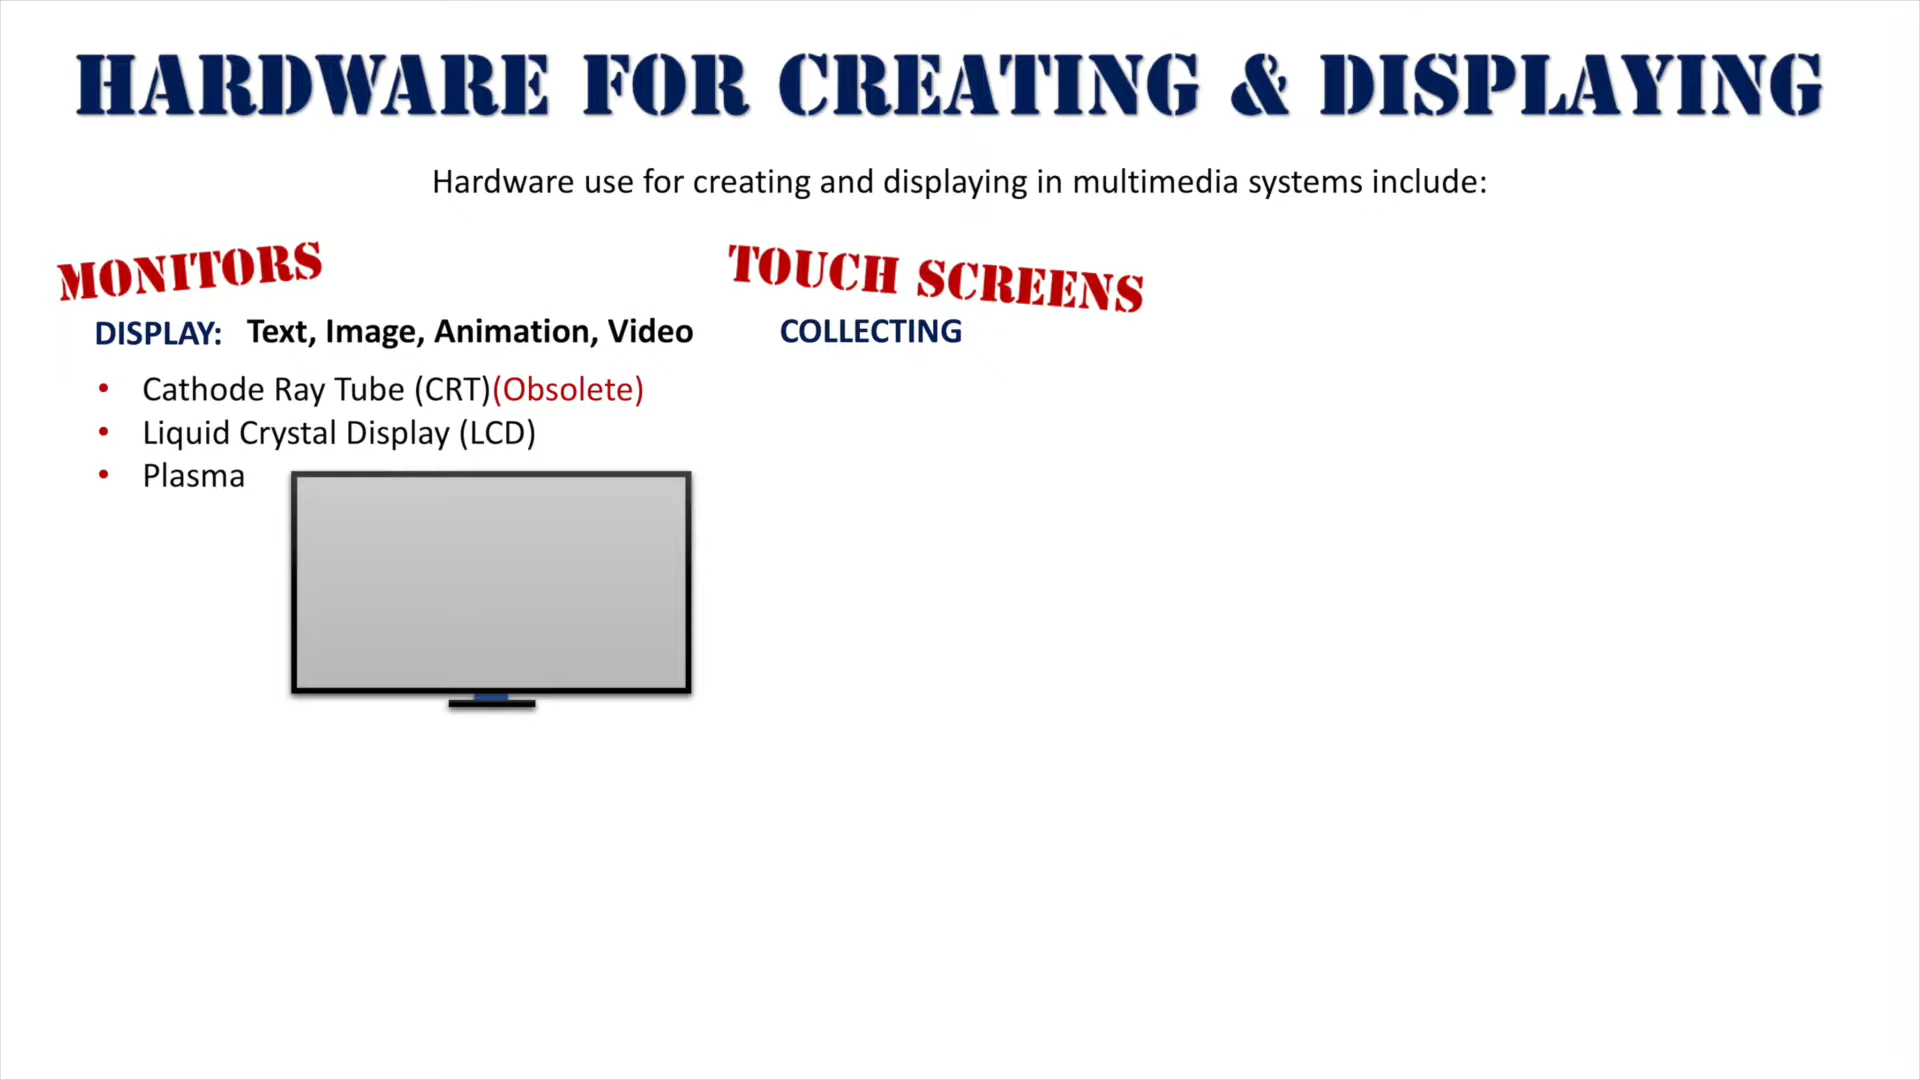 HARDWARE FOR CREATING & DISPLAYING
Hardware use for creating and displaying in multimedia systems include:
MONITORS
DISPLAY: Text, Image, Animation, Video
• Cathode Ray Tube (CRT)(Obsolete)
• Liquid Crystal Display (LCD)
• Plasma
TOUCH SCREENS
COLLECTING